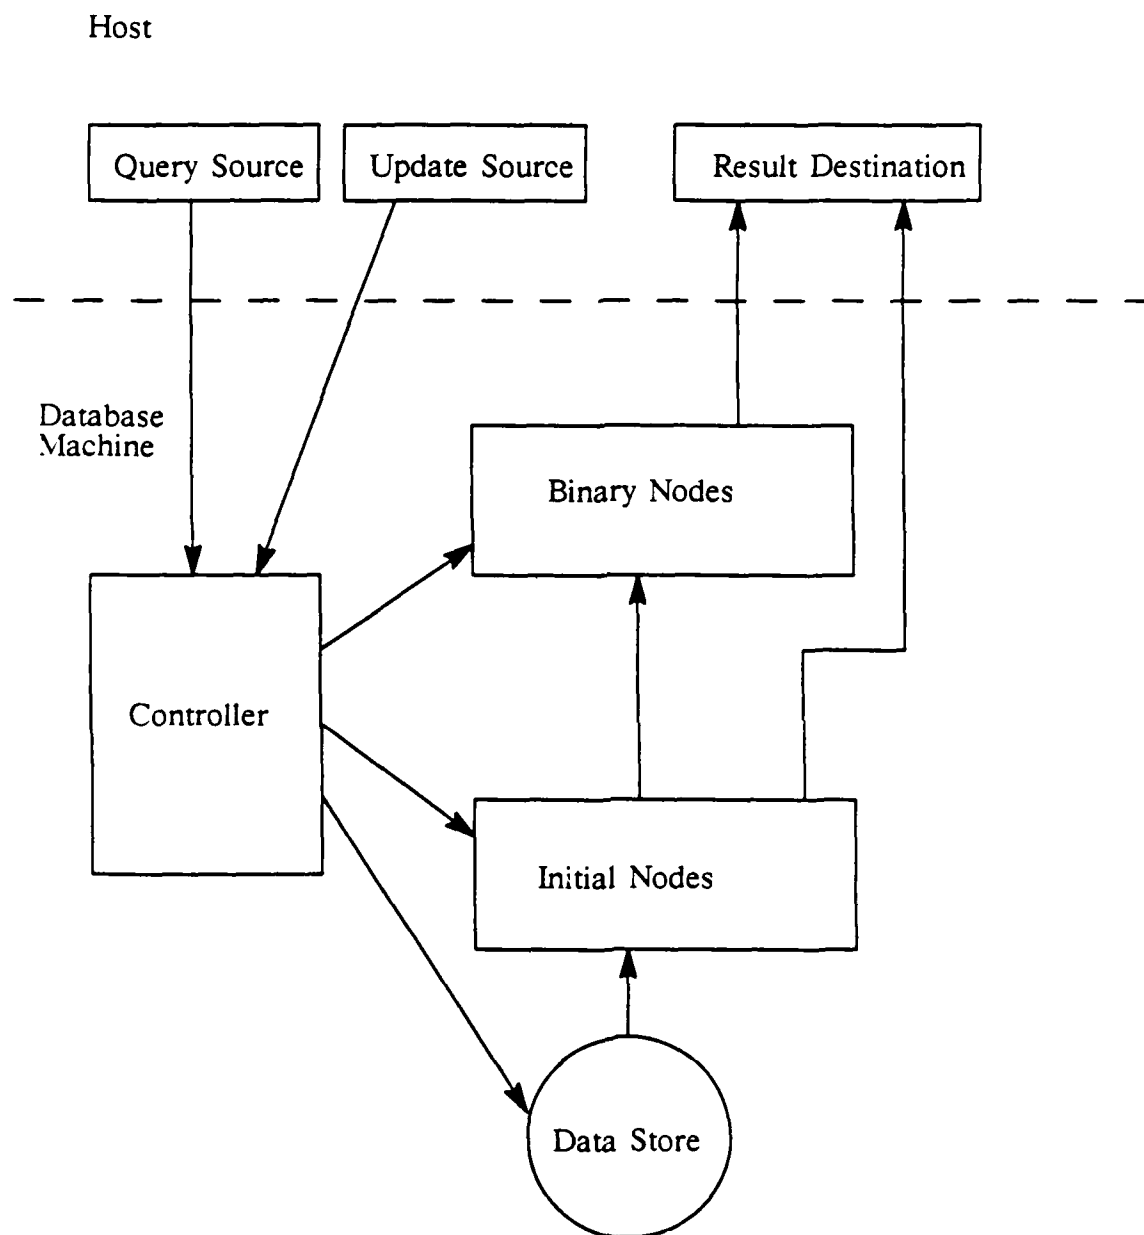 Host
Query Source
Update Source
Result Destination
Database
Machine
Binary Nodes
Controller
Initial Nodes
Data Store